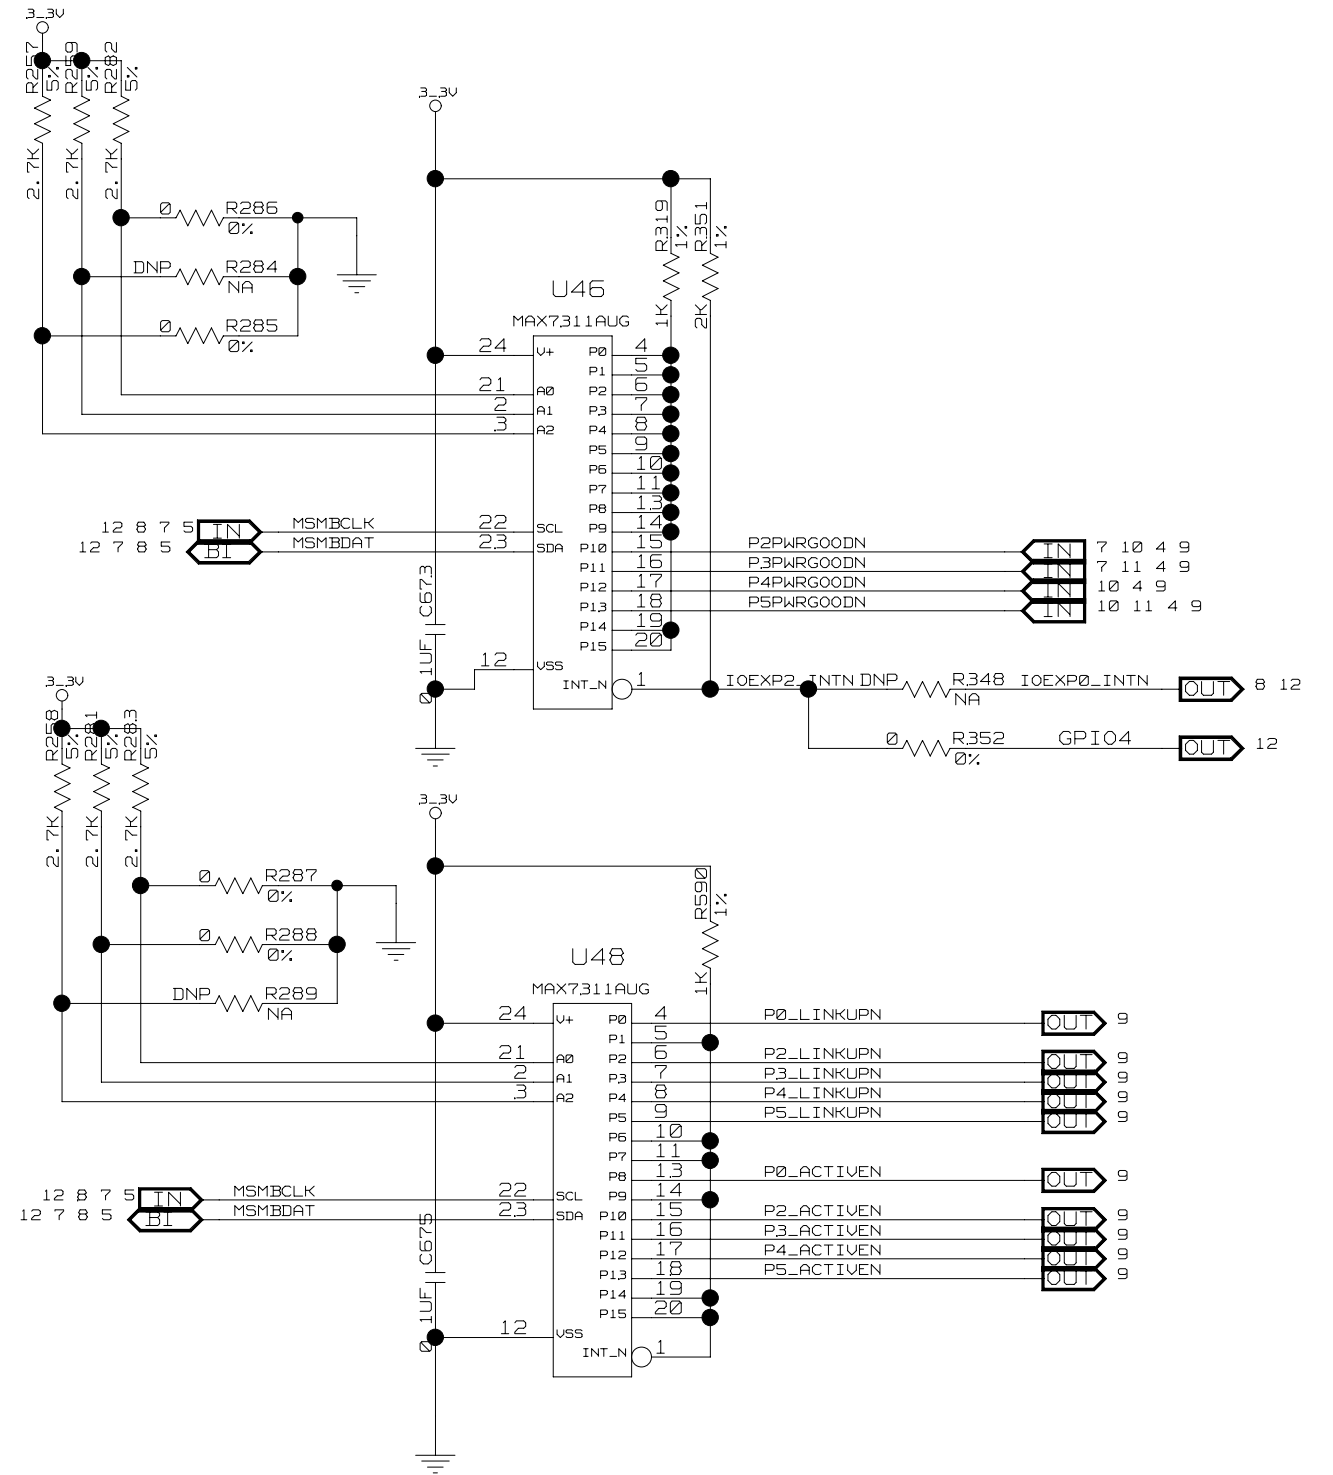 3_3V
R257 5% 2.7K
R259 5% 2.7K
R282 5% 2.7K
0 R286
0%
DNP R284
NA
0 R285
0%
3_3V
R319 1% 1K
R351 1% 2K
U46
MAX7311AUG
24 V+ P0 4
P1 5
21 A0 P2 6
2 A1 P3 7
3 A2 P4 8
P5 9
P6 10
P7 11
P8 13
12 8 7 5 IN MSMBCLK 22 SCL P9 14
12 7 8 5 BI MSMBDAT 23 SDA P10 15 P2PWRGOODN IN 7 10 4 9
P11 16 P3PWRGOODN IN 7 11 4 9
P12 17 P4PWRGOODN IN 10 4 9
P13 18 P5PWRGOODN IN 10 11 4 9
P14 19
P15 20
C673
0.1UF
12 VSS
INT_N 1 IOEXP2_INTN DNP R348 IOEXP0_INTN OUT 8 12
NA
0 R352 GPIO4 OUT 12
0%
3_3V
R258 5% 2.7K
R281 5% 2.7K
R283 5% 2.7K
0 R287
0%
0 R288
0%
DNP R289
NA
3_3V
R590 1% 1K
U48
MAX7311AUG
24 V+ P0 4 P0_LINKUPN OUT 9
P1 5
21 A0 P2 6 P2_LINKUPN OUT 9
2 A1 P3 7 P3_LINKUPN OUT 9
3 A2 P4 8 P4_LINKUPN OUT 9
P5 9 P5_LINKUPN OUT 9
P6 10
P7 11
P8 13 P0_ACTIVEN OUT 9
12 8 7 5 IN MSMBCLK 22 SCL P9 14
12 7 8 5 BI MSMBDAT 23 SDA P10 15 P2_ACTIVEN OUT 9
P11 16 P3_ACTIVEN OUT 9
P12 17 P4_ACTIVEN OUT 9
P13 18 P5_ACTIVEN OUT 9
P14 19
P15 20
C675
0.1UF
12 VSS
INT_N 1